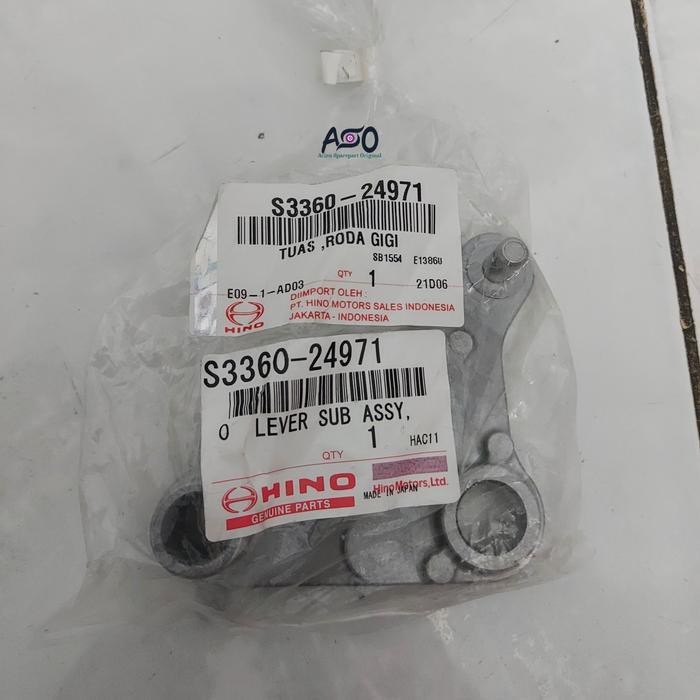 ASO
Acizo Sparepart Original
S3360-24971
TUAS ,RODA GIGI
SB1554 E1386U
QTY 1
E09-1-AD03 21D06
DIIMPORT OLEH :
PT. HINO MOTORS SALES INDONESIA
JAKARTA - INDONESIA
HINO
S3360-24971
O LEVER SUB ASSY,
QTY 1 HAC11
HINO
GENUINE PARTS
HinoMotors,Ltd.
MADE IN JAPAN